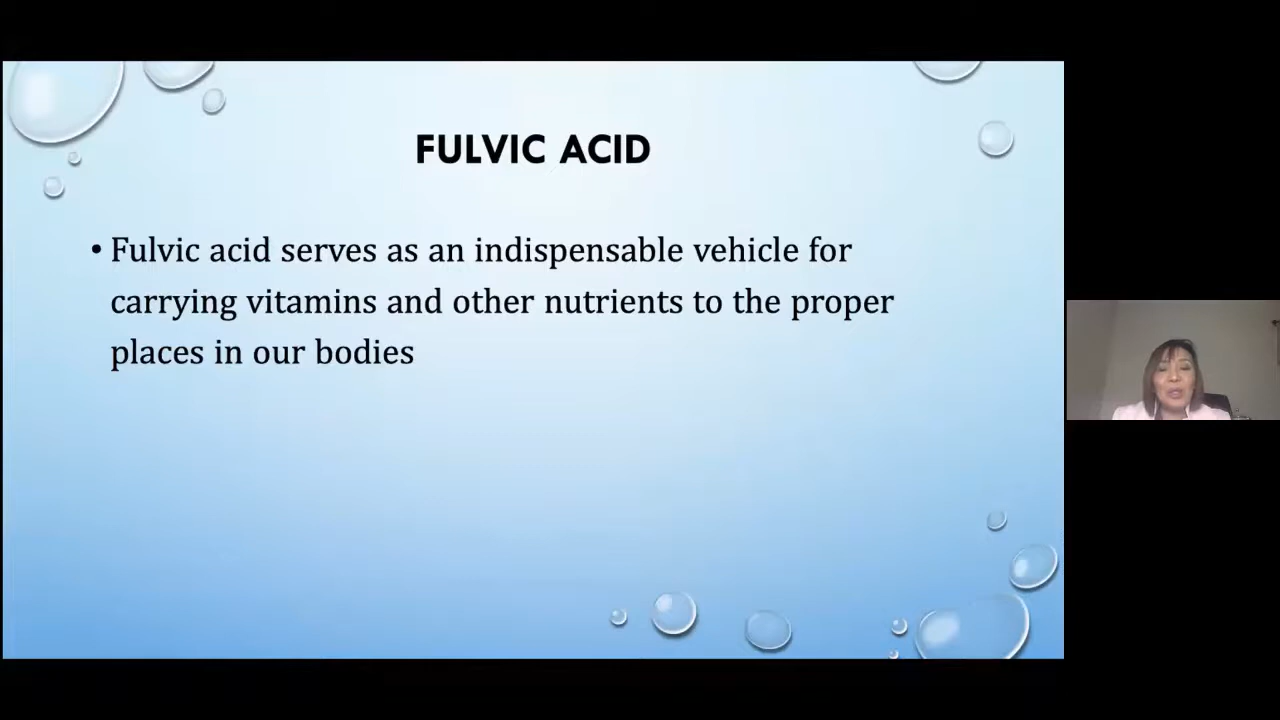 FULVIC ACID
• Fulvic acid serves as an indispensable vehicle for
carrying vitamins and other nutrients to the proper
places in our bodies